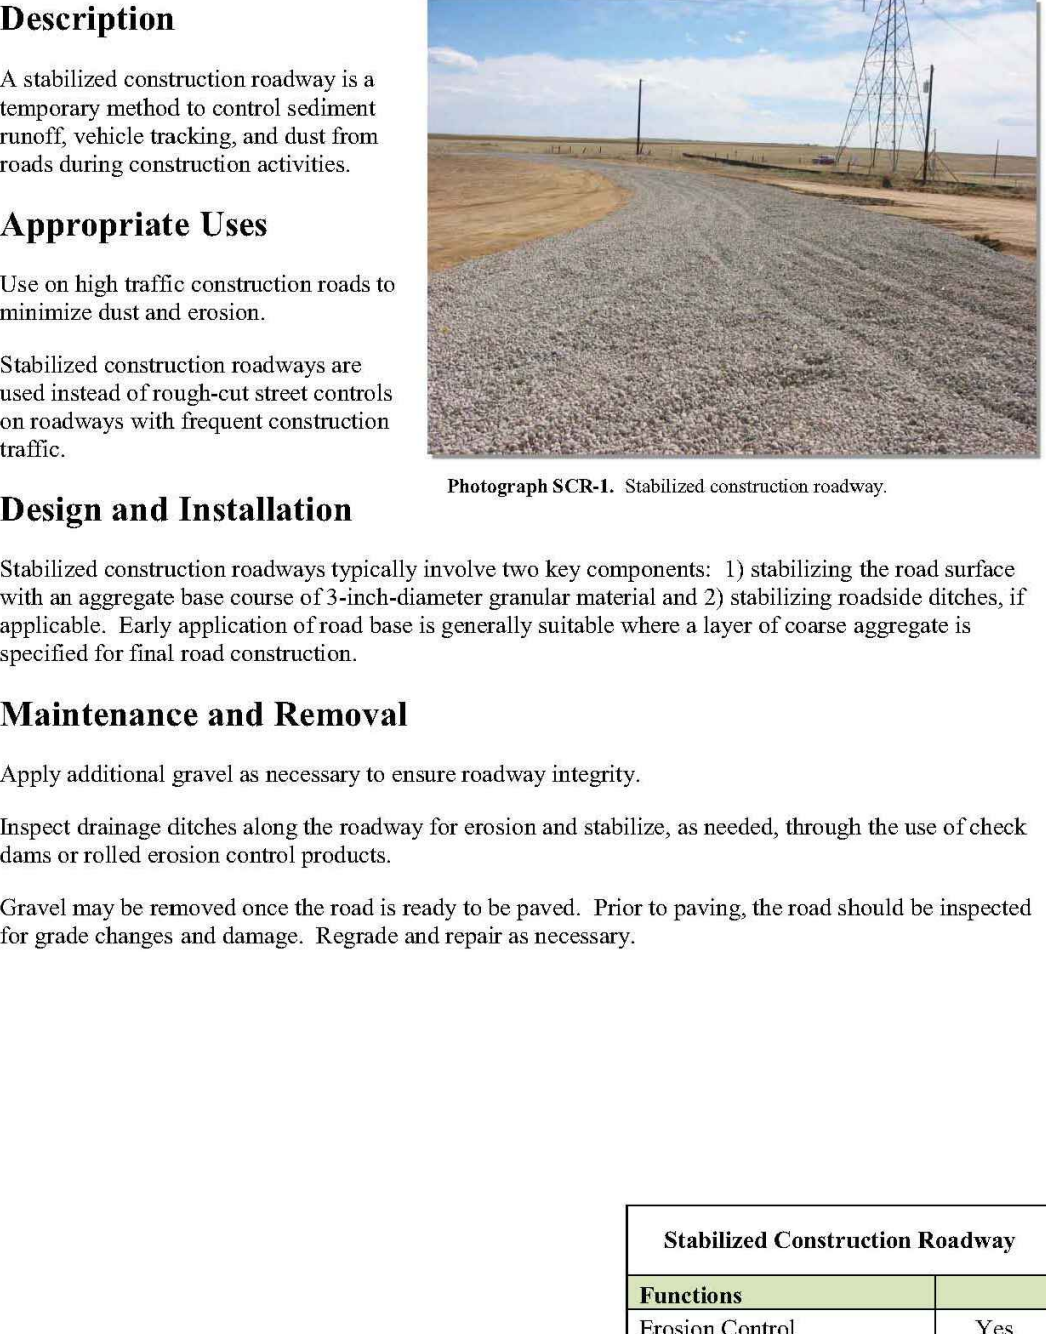 Description
A stabilized construction roadway is a
temporary method to control sediment
runoff, vehicle tracking, and dust from
roads during construction activities.
Appropriate Uses
Use on high traffic construction roads to
minimize dust and erosion.
Stabilized construction roadways are
used instead of rough-cut street controls
on roadways with frequent construction
traffic.
Photograph SCR-1.  Stabilized construction roadway.
Design and Installation
Stabilized construction roadways typically involve two key components:  1) stabilizing the road surface
with an aggregate base course of 3-inch-diameter granular material and 2) stabilizing roadside ditches, if
applicable.  Early application of road base is generally suitable where a layer of coarse aggregate is
specified for final road construction.
Maintenance and Removal
Apply additional gravel as necessary to ensure roadway integrity.
Inspect drainage ditches along the roadway for erosion and stabilize, as needed, through the use of check
dams or rolled erosion control products.
Gravel may be removed once the road is ready to be paved.  Prior to paving, the road should be inspected
for grade changes and damage.  Regrade and repair as necessary.
Stabilized Construction Roadway
Functions
Erosion Control Yes